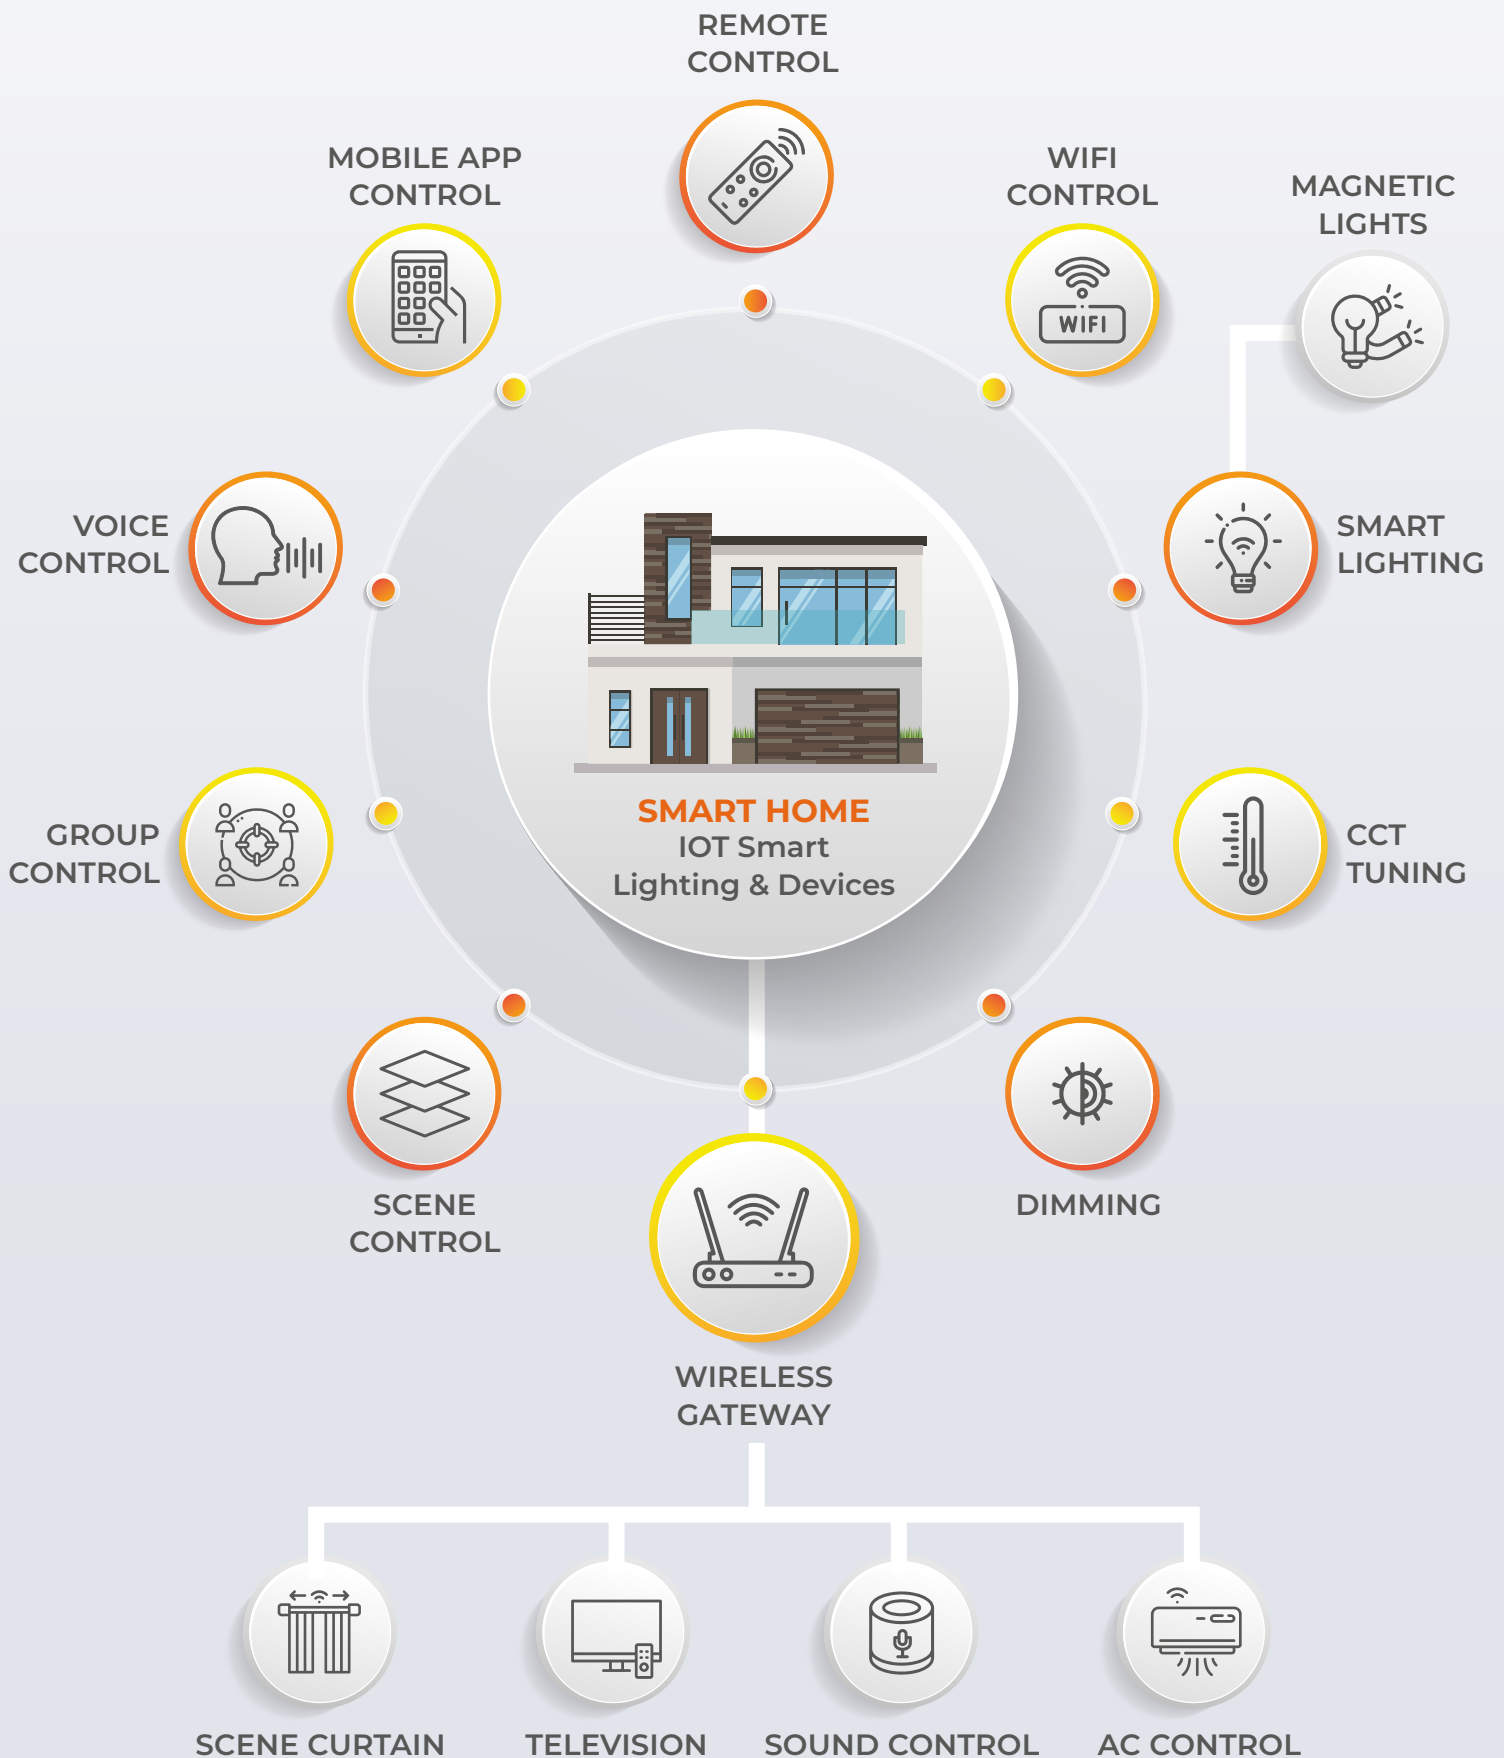 REMOTE
CONTROL
MOBILE APP
CONTROL
WIFI
CONTROL
WIFI
MAGNETIC
LIGHTS
VOICE
CONTROL
SMART
LIGHTING
SMART HOME
IOT Smart
Lighting & Devices
GROUP
CONTROL
CCT
TUNING
SCENE
CONTROL
DIMMING
WIRELESS
GATEWAY
SCENE CURTAIN
TELEVISION
SOUND CONTROL
AC CONTROL